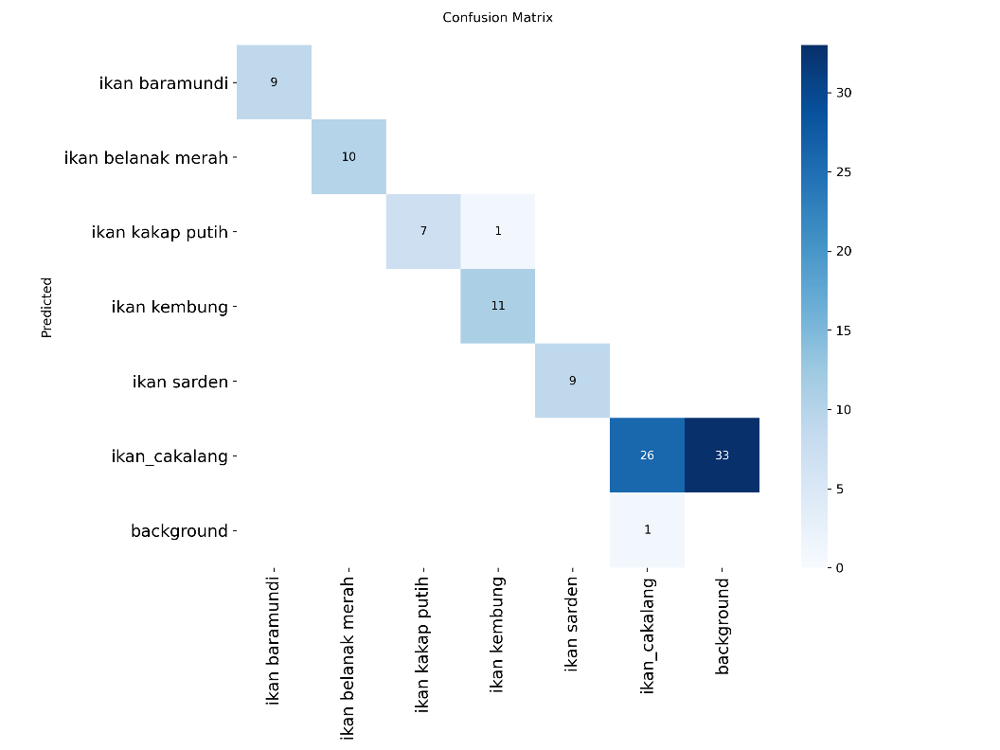 Confusion Matrix
Predicted
ikan baramundi
ikan belanak merah
ikan kakap putih
ikan kembung
ikan sarden
ikan_cakalang
background
9
10
7 1
11
9
26 33
1
ikan baramundi
ikan belanak merah
ikan kakap putih
ikan kembung
ikan sarden
ikan_cakalang
background
30
25
20
15
10
5
0